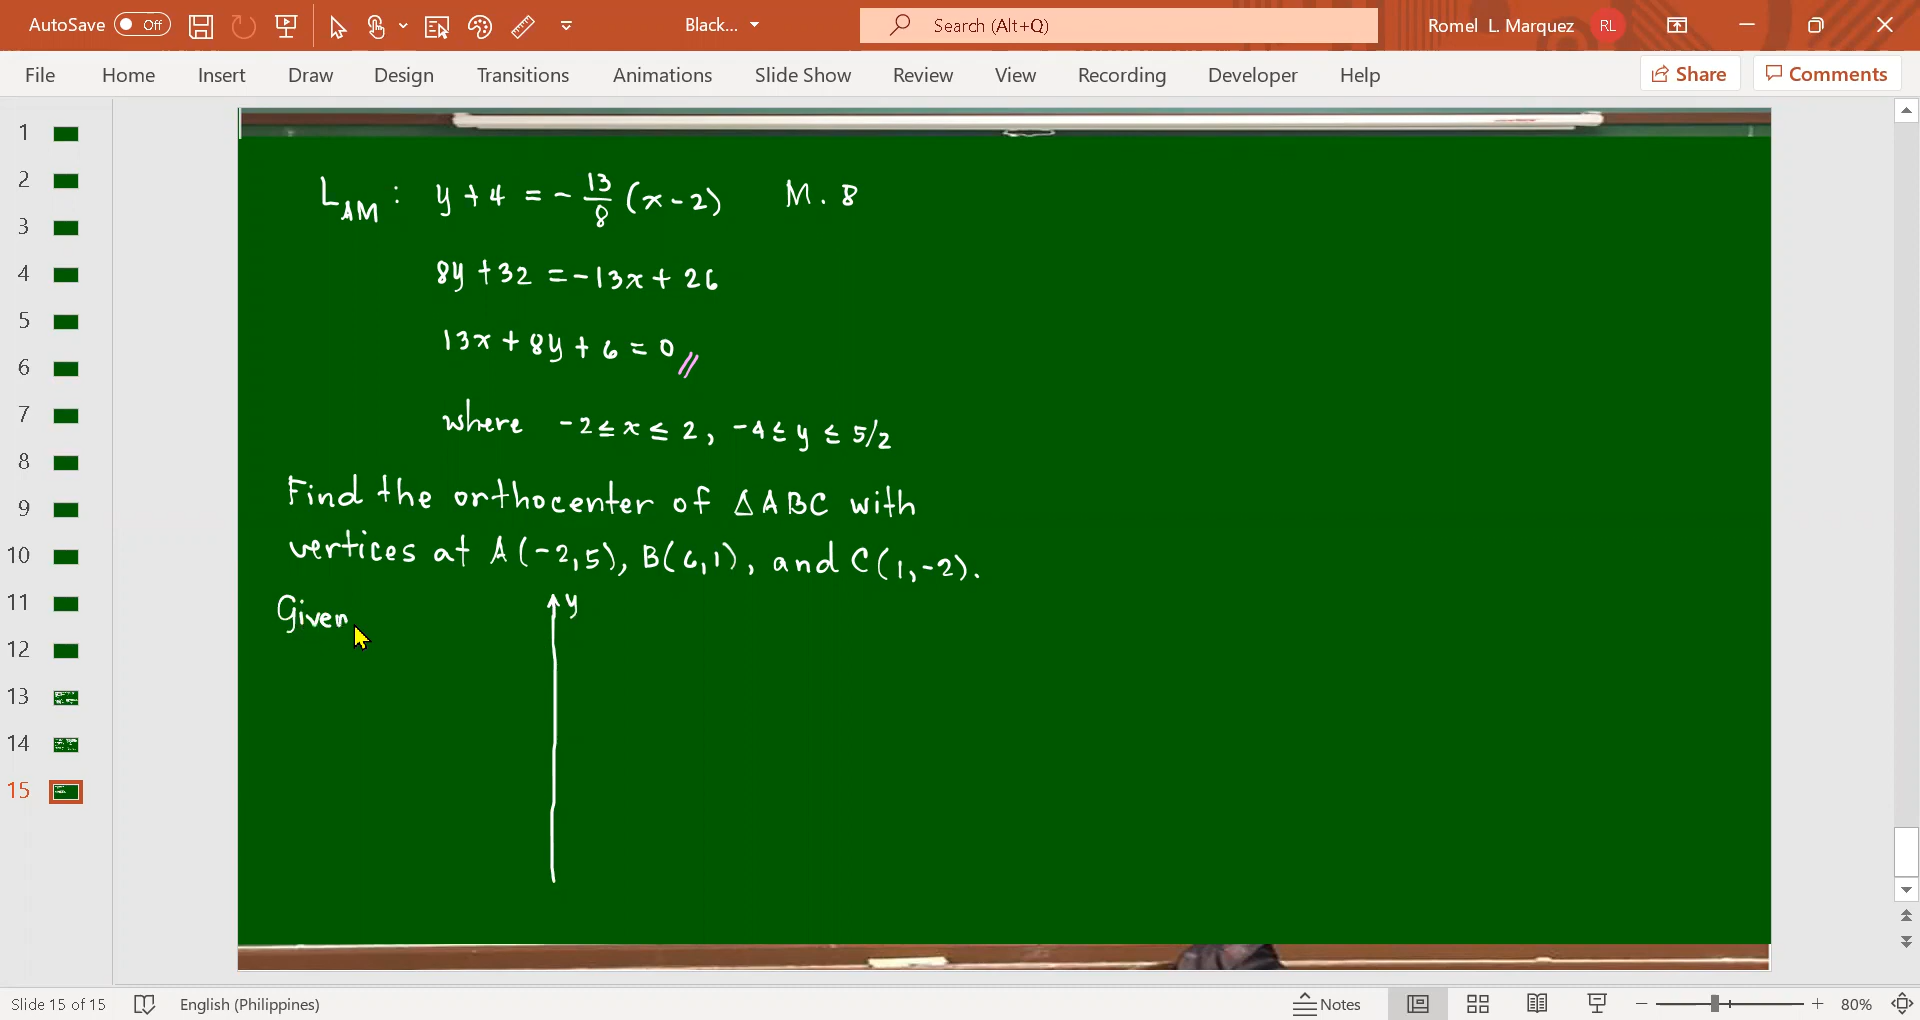 AutoSave Off Black... Search (Alt+Q) Romel L. Marquez RL
File Home Insert Draw Design Transitions Animations Slide Show Review View Recording Developer Help Share Comments
1
2
3
4
5
6
7
8
9
10
11
12
13
14
15
L_AM : y + 4 = - 13/8 (x - 2) M. 8
8y + 32 = -13x + 26
13x + 8y + 6 = 0 //
where -2 ≤ x ≤ 2, -4 ≤ y ≤ 5/2
Find the orthocenter of △ABC with
vertices at A(-2,5), B(6,1), and C(1,-2).
Given
y
Slide 15 of 15 English (Philippines) Notes 80%